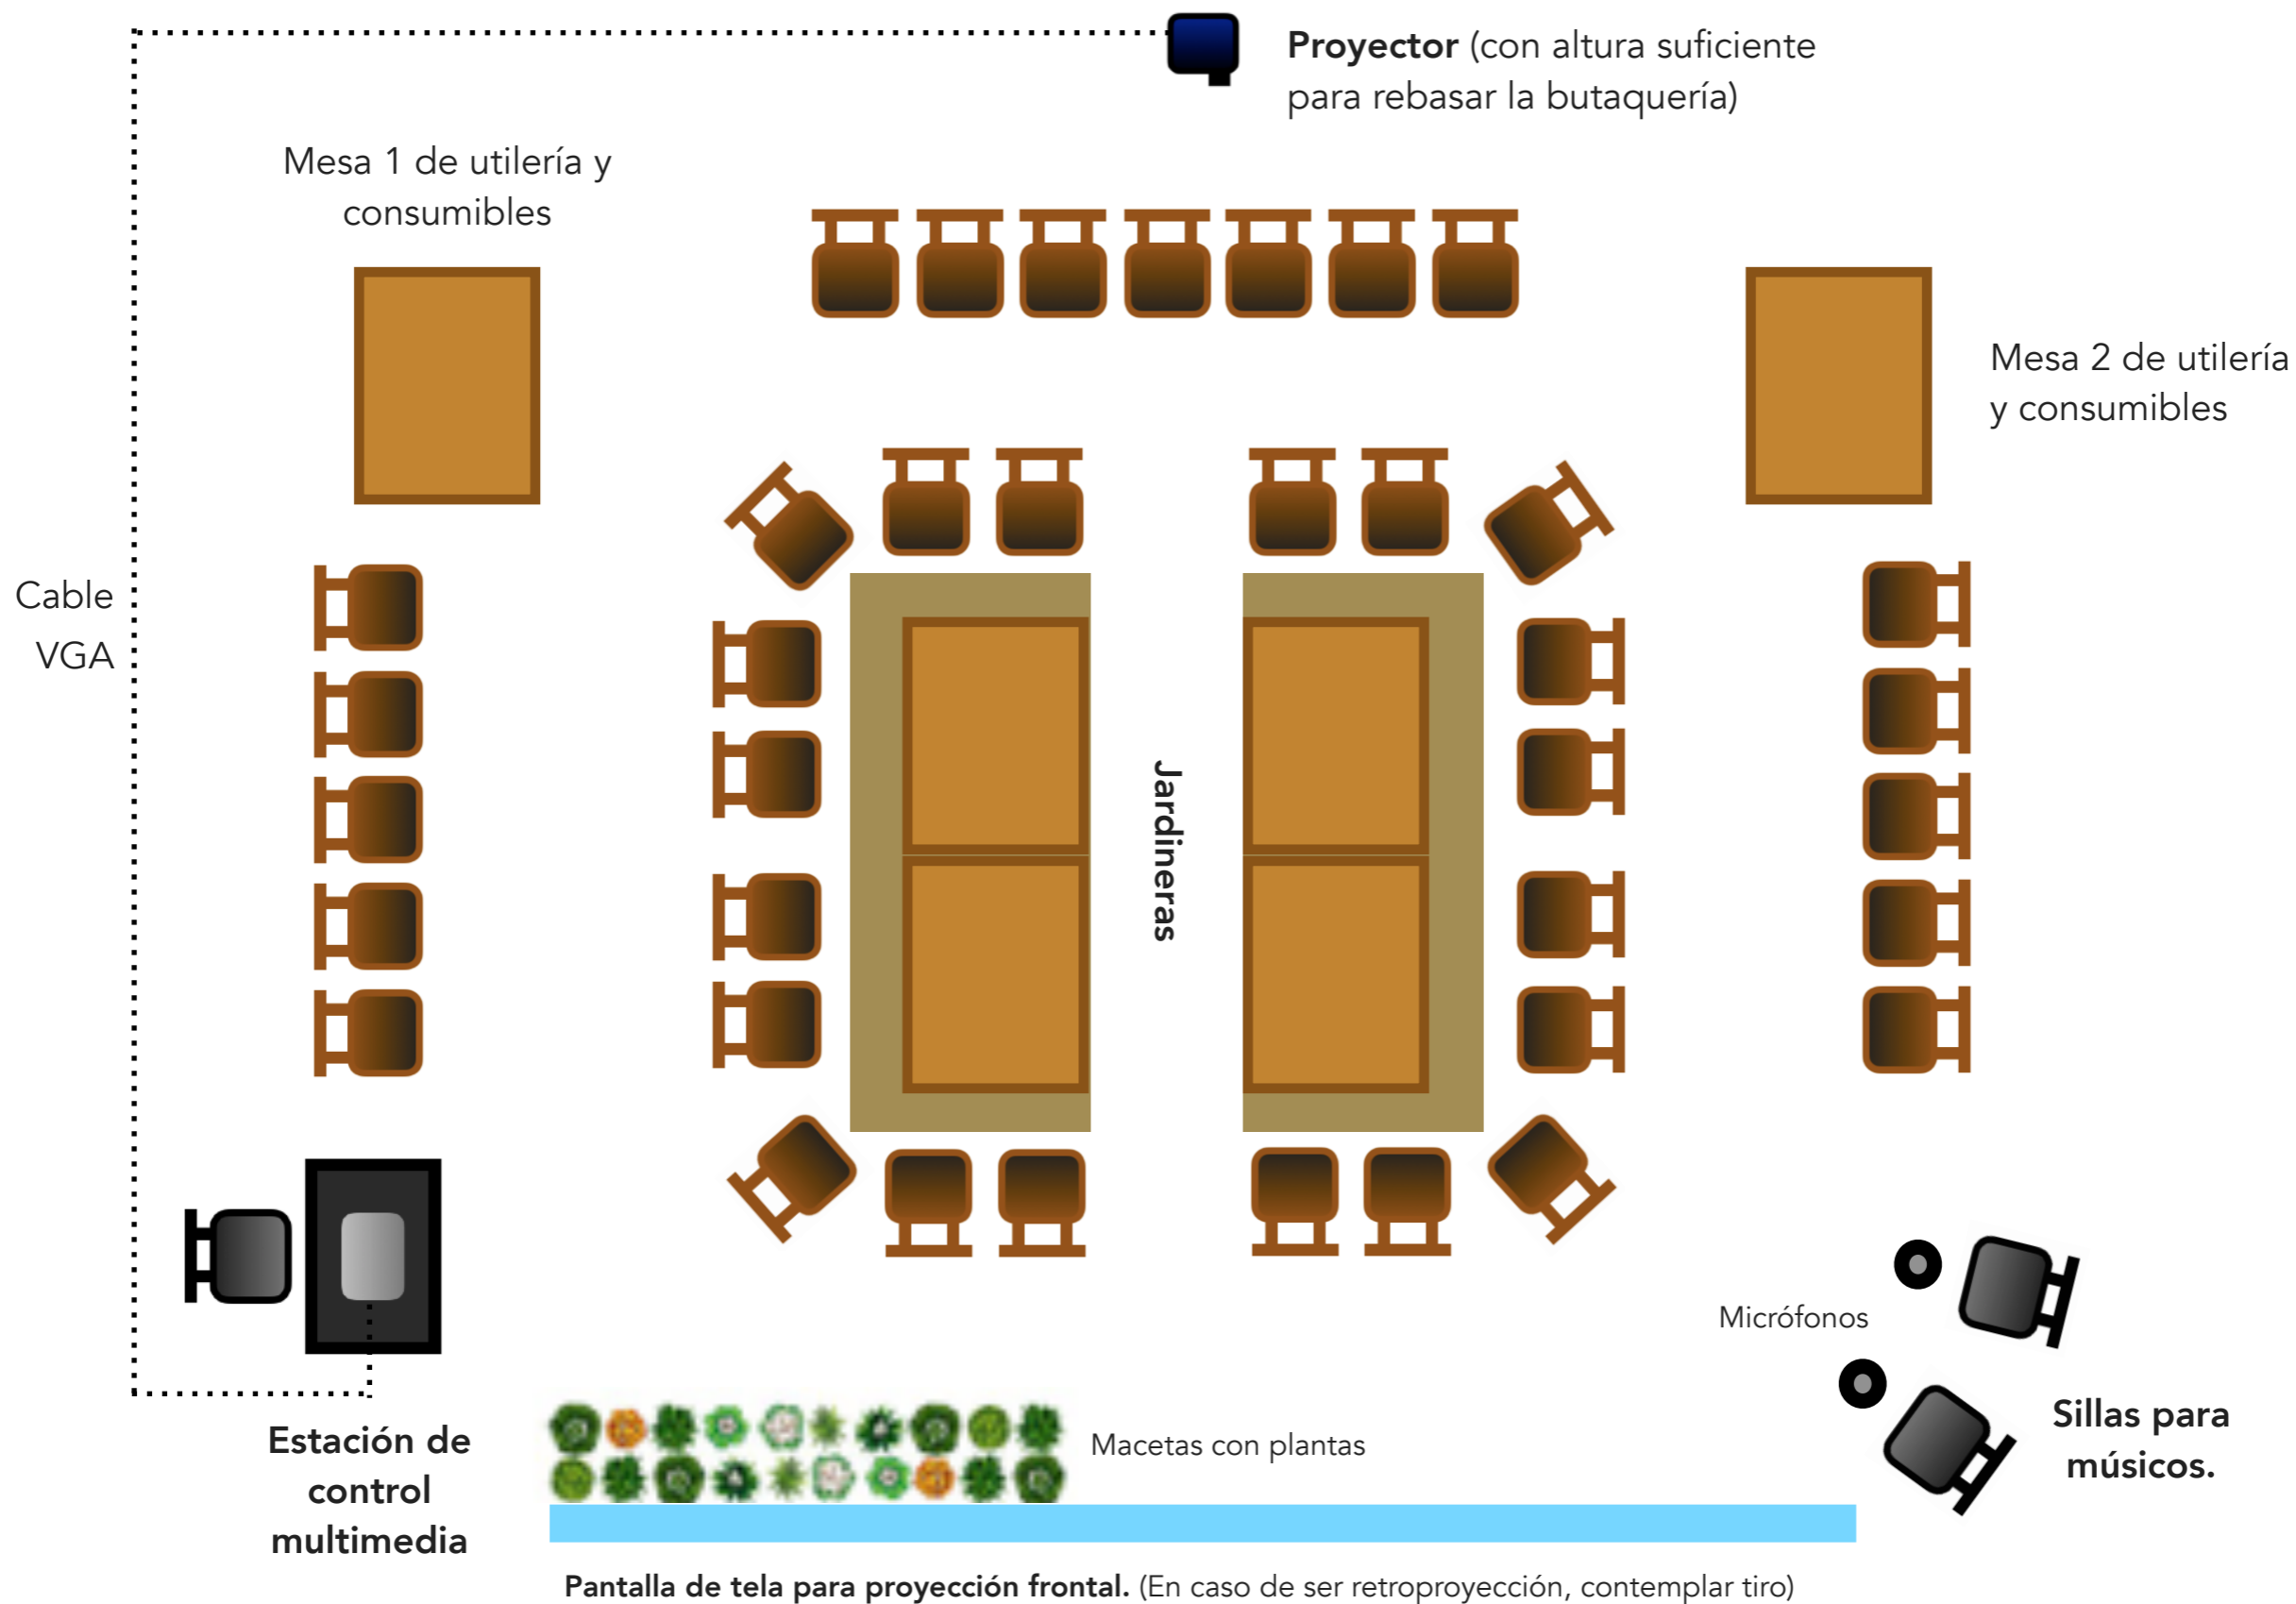 Proyector (con altura suficiente
para rebasar la butaquería)
Mesa 1 de utilería y
consumibles
Mesa 2 de utilería
y consumibles
Cable
VGA
Jardineras
Micrófonos
Sillas para
músicos.
Estación de
control
multimedia
Macetas con plantas
Pantalla de tela para proyección frontal. (En caso de ser retroproyección, contemplar tiro)